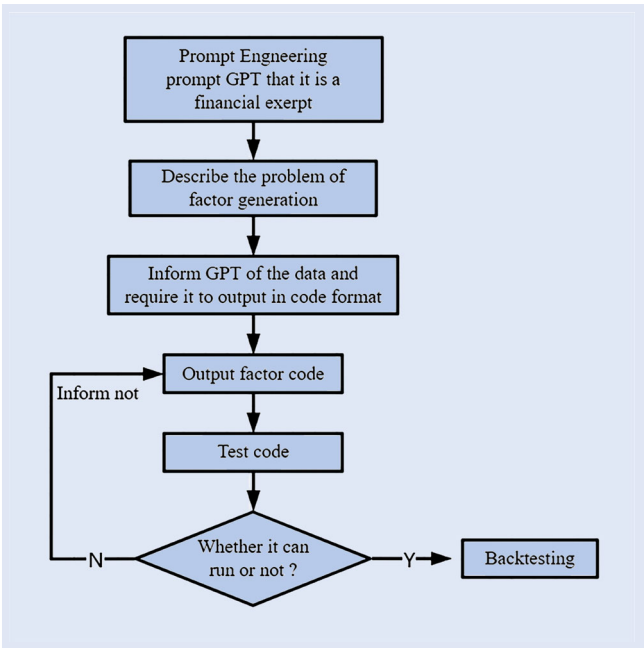 Prompt Engneering
prompt GPT that it is a
financial exerpt
Describe the problem of
factor generation
Inform GPT of the data and
require it to output in code format
Output factor code
Inform not
Test code
Whether it can
run or not ?
N
Y
Backtesting